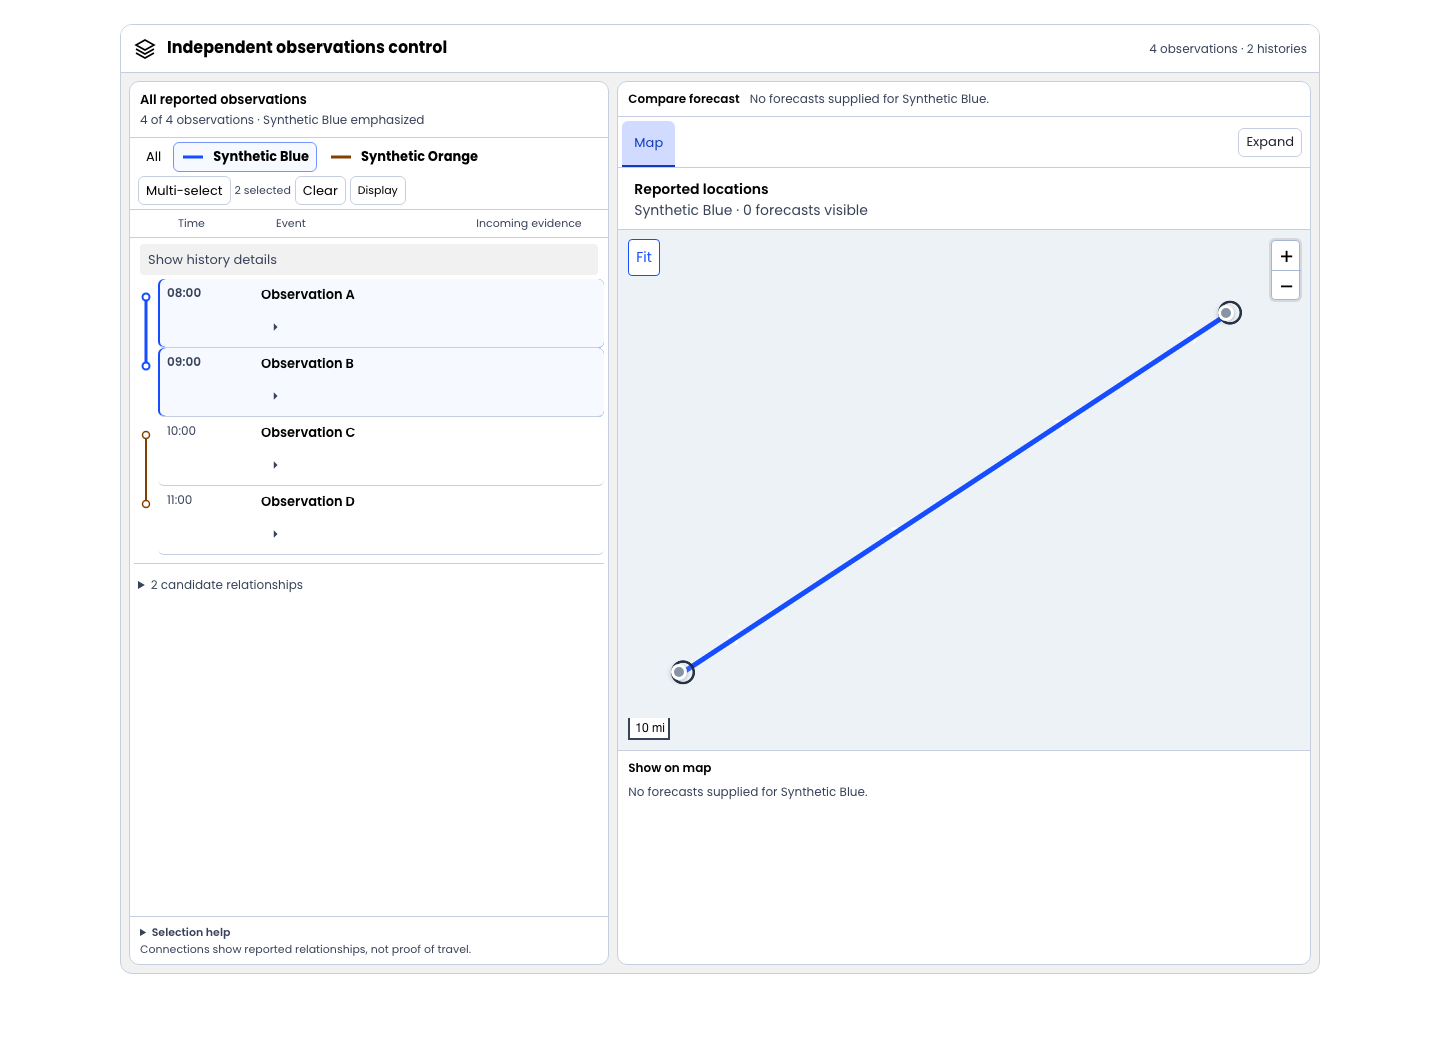 Independent observations control
4 observations · 2 histories
All reported observations
4 of 4 observations · Synthetic Blue emphasized
All
Synthetic Blue
Synthetic Orange
Multi-select
2 selected
Clear
Display
Time
Event
Incoming evidence
Show history details
08:00
Observation A
09:00
Observation B
10:00
Observation C
11:00
Observation D
2 candidate relationships
Selection help
Connections show reported relationships, not proof of travel.
Compare forecast
No forecasts supplied for Synthetic Blue.
Map
Expand
Reported locations
Synthetic Blue · 0 forecasts visible
Fit
+
−
10 mi
Show on map
No forecasts supplied for Synthetic Blue.